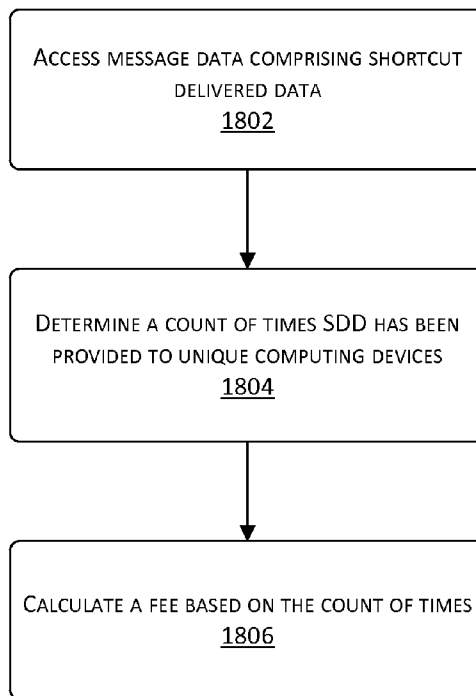 ACCESS MESSAGE DATA COMPRISING SHORTCUT
DELIVERED DATA
1802
DETERMINE A COUNT OF TIMES SDD HAS BEEN
PROVIDED TO UNIQUE COMPUTING DEVICES
1804
CALCULATE A FEE BASED ON THE COUNT OF TIMES
1806